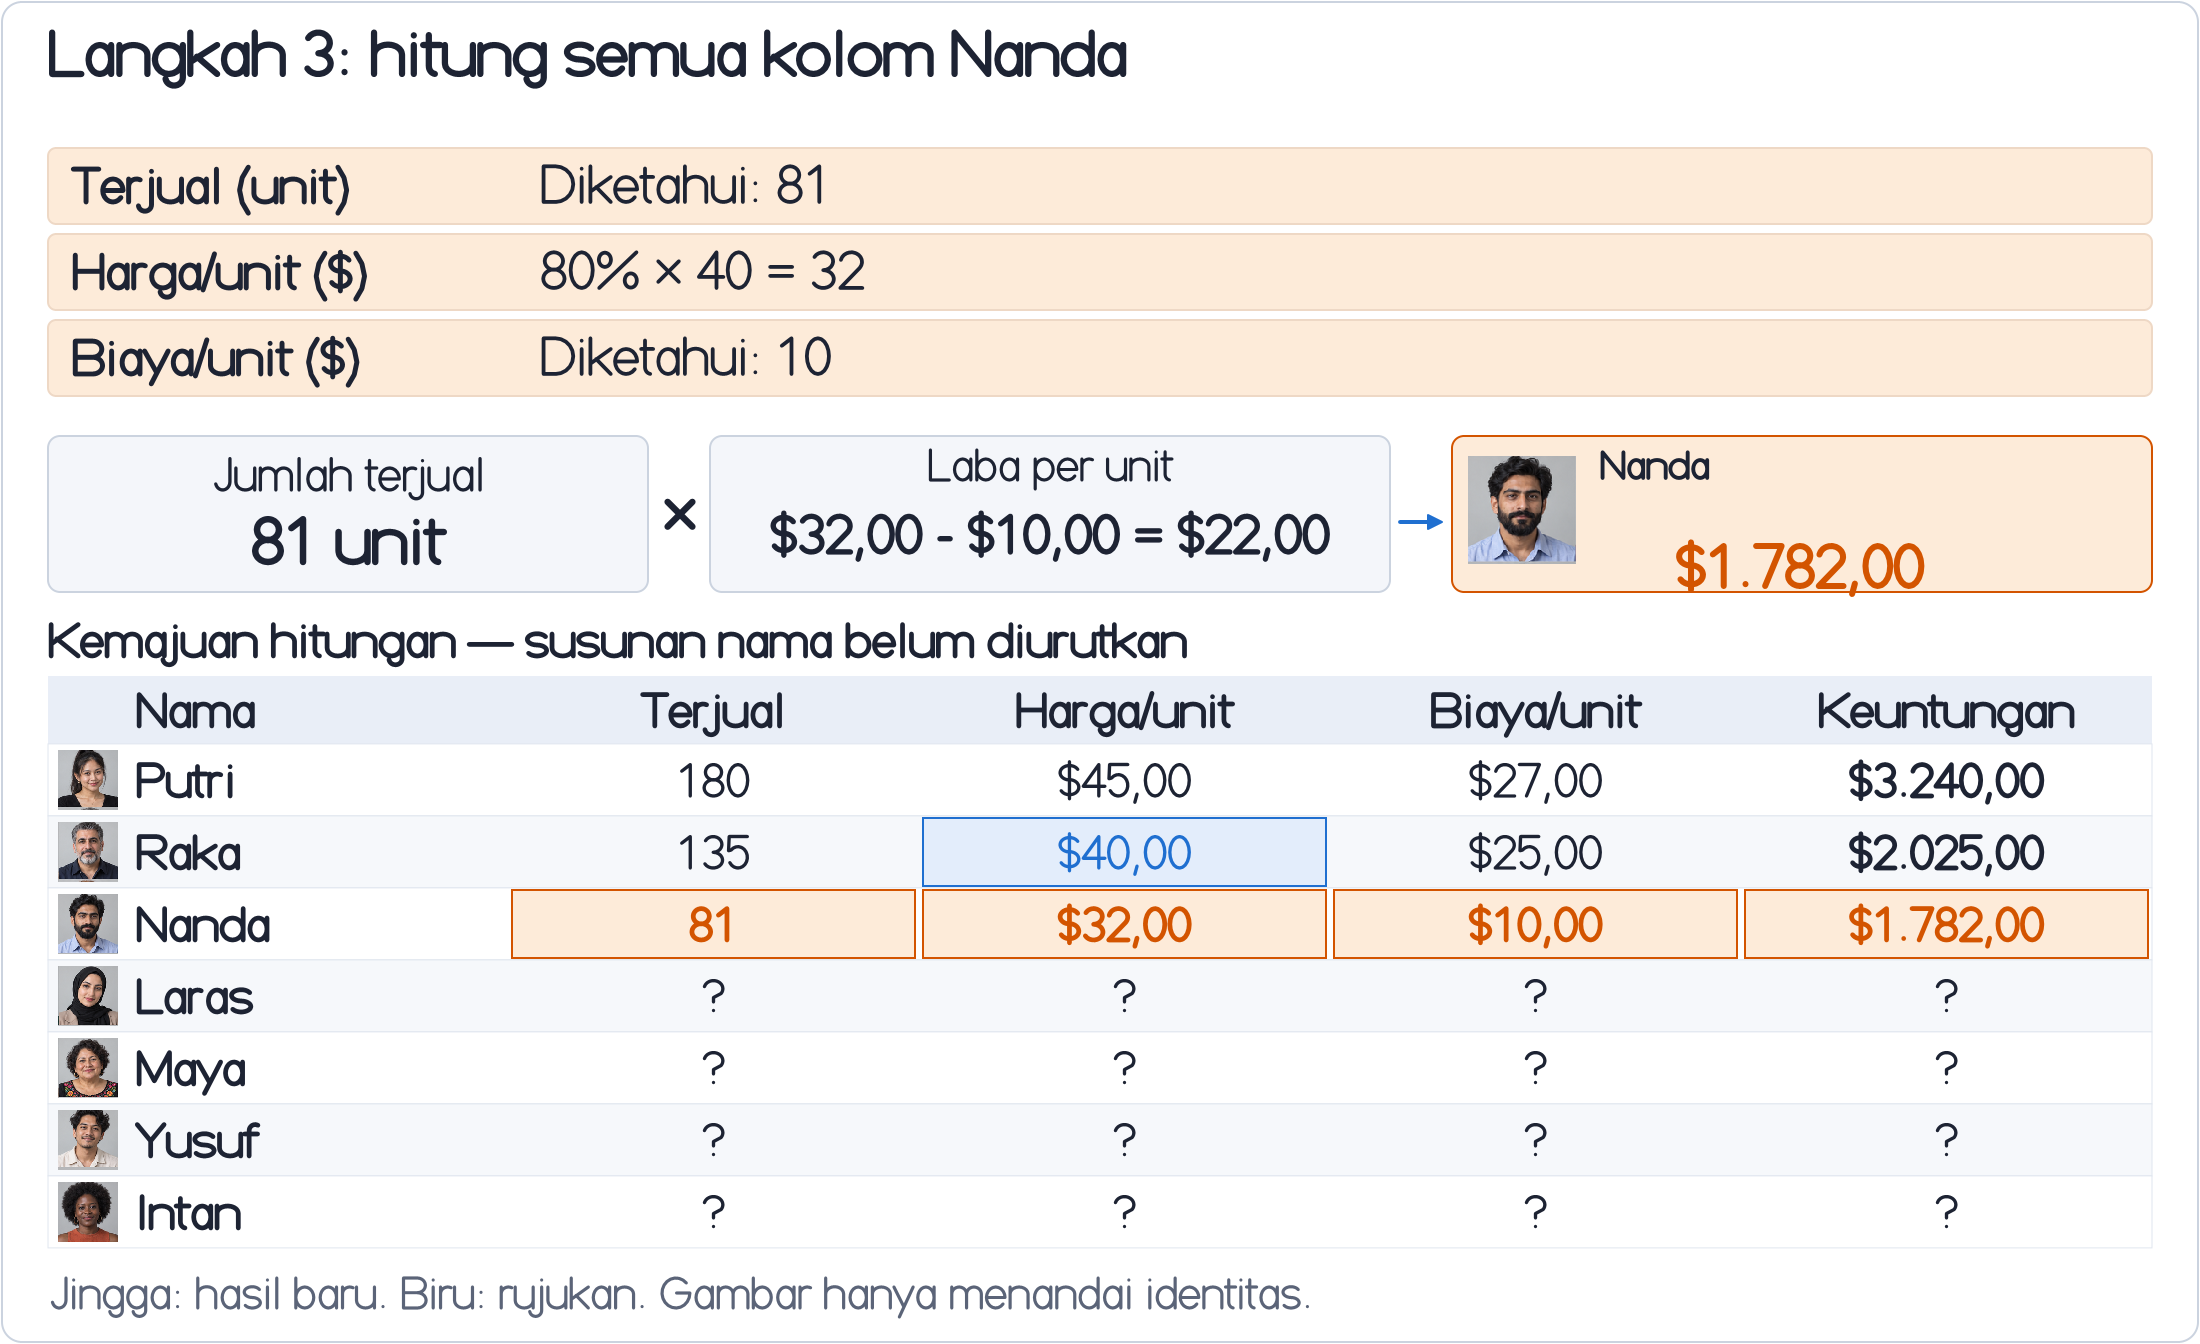 Langkah 3: hitung semua kolom Nanda
Terjual (unit) Diketahui: 81
Harga/unit ($) 80% × 40 = 32
Biaya/unit ($) Diketahui: 10
Jumlah terjual
81 unit
×
Laba per unit
$32,00 - $10,00 = $22,00
Nanda
$1.782,00
Kemajuan hitungan — susunan nama belum diurutkan
Nama Terjual Harga/unit Biaya/unit Keuntungan
Putri 180 $45,00 $27,00 $3.240,00
Raka 135 $40,00 $25,00 $2.025,00
Nanda 81 $32,00 $10,00 $1.782,00
Laras ? ? ? ?
Maya ? ? ? ?
Yusuf ? ? ? ?
Intan ? ? ? ?
Jingga: hasil baru. Biru: rujukan. Gambar hanya menandai identitas.